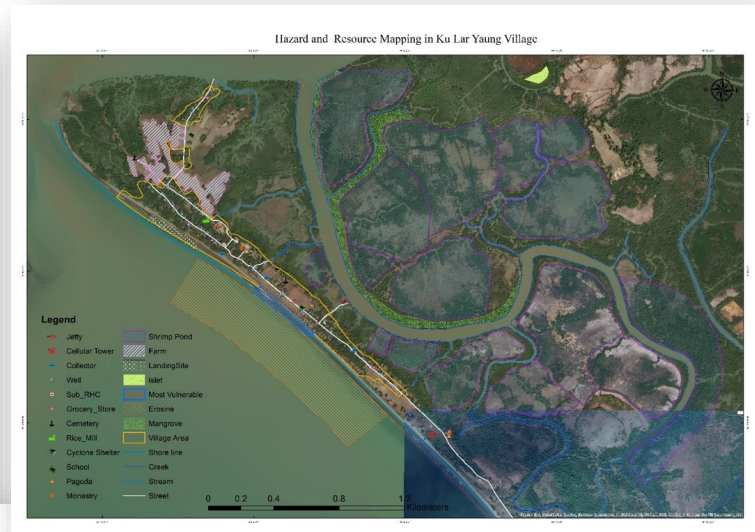 Hazard and Resource Mapping in Ku Lar Yaung Village
Legend
Jetty
Cellular Tower
Collector
Well
Sub_RHC
Grocery_Store
Cemetery
Rice_Mill
Cyclone Shelter
School
Pagoda
Monastry
Shrimp Pond
Farm
LandingSite
Islet
Most Vulnerable
Erosine
Mangrove
Village Area
Shore line
Creek
Stream
Street
0 0.2 0.4 0.8 1.2
Kilometers